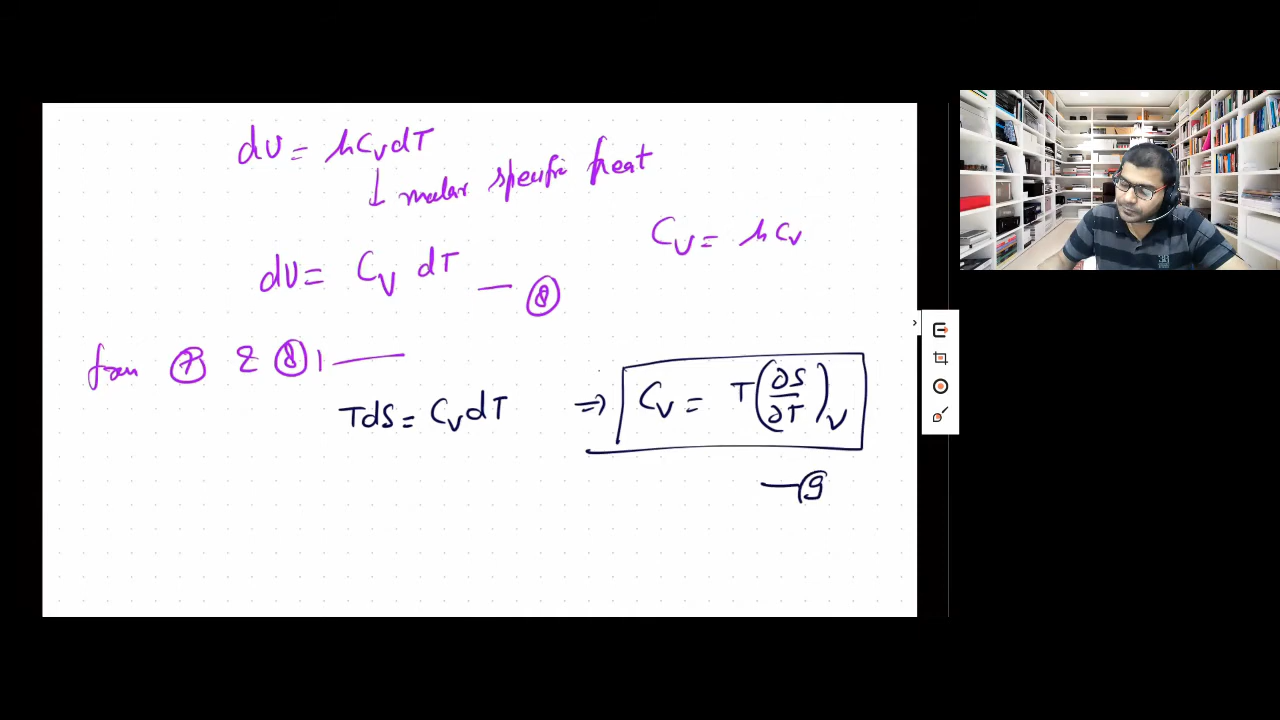 dU = nCvdT
↓ molar specific heat
Cv = nCv
dU = Cv dT — ⑧
from ⑦ & ⑧ | —
TdS = CvdT ⇒ Cv = T(∂S/∂T)v
— ⑨